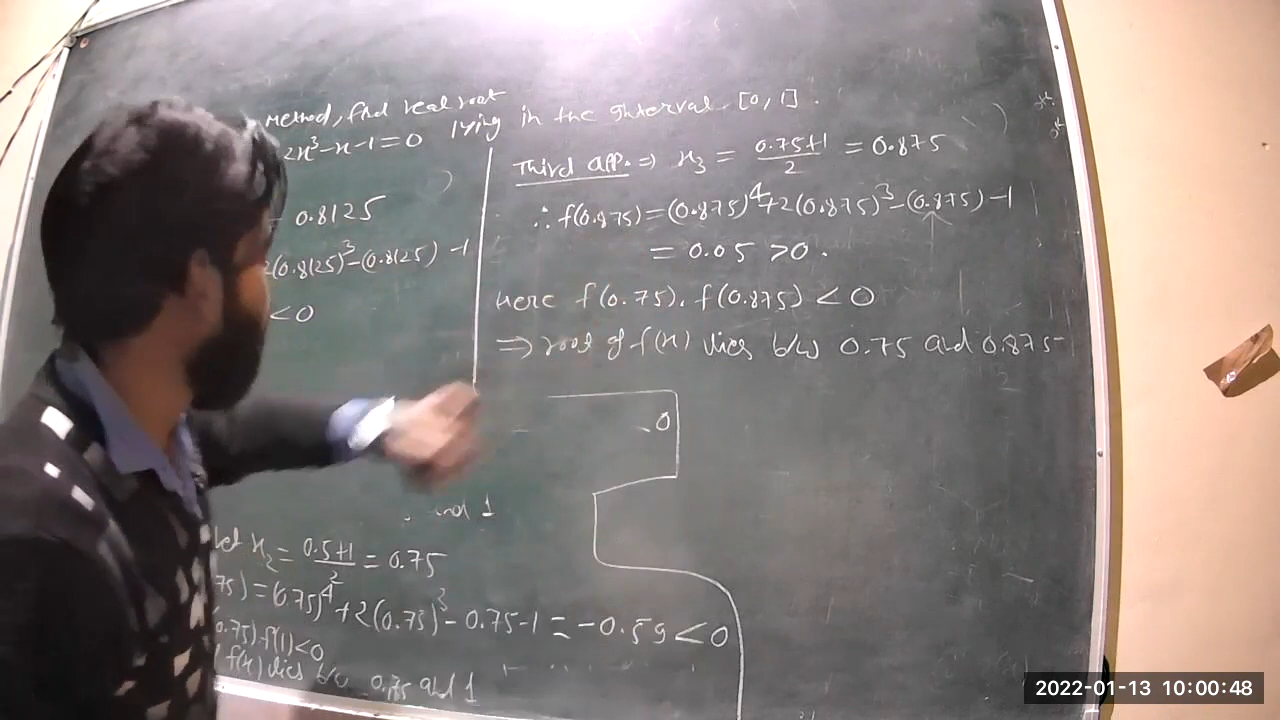 method, find real root
2x³-x-1=0 lying in the interval [0,1].
- 0.8125
2(0.8125)³-(0.8125) -1
<0
and 1
let x₂ = (0.5+1)/2 = 0.75
75) = (0.75)⁴+2(0.75)³-0.75-1 = -0.59 <0
0.75).f(1)<0
f(x) lies b/w 0.75 and 1
Third app. ⇒ x₃ = (0.75+1)/2 = 0.875
∴ f(0.875)=(0.875)⁴+2(0.875)³-(0.875)-1
= 0.05 >0.
Here f(0.75).f(0.875) <0
⇒ root of f(x) lies b/w 0.75 and 0.875
0
2022-01-13 10:00:48